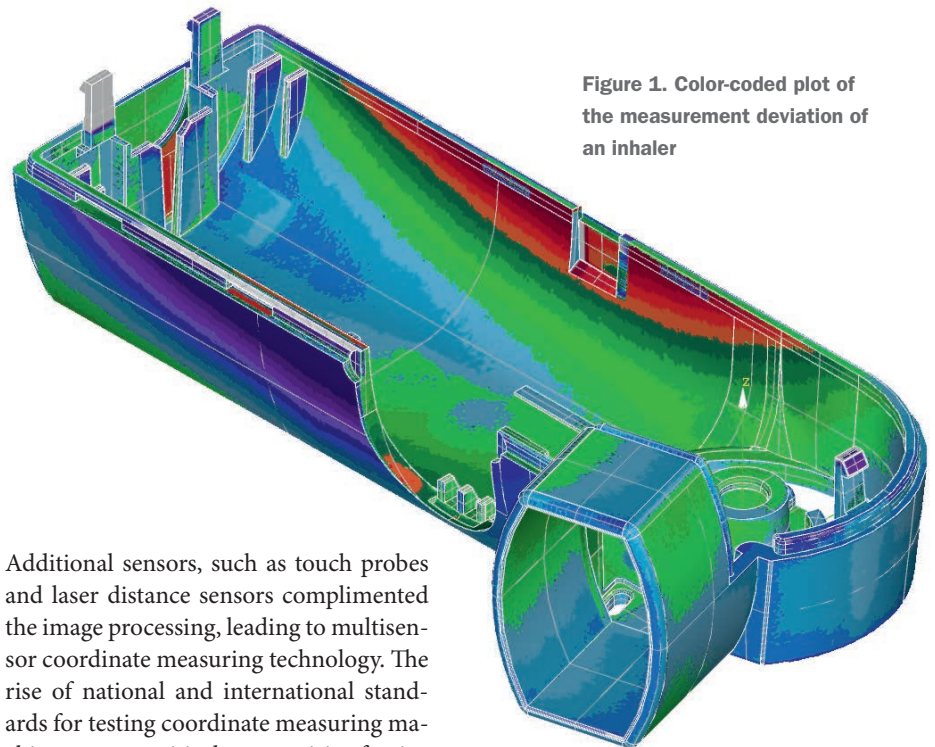 Figure 1. Color-coded plot of
the measurement deviation of
an inhaler
Z
Additional sensors, such as touch probes
and laser distance sensors complimented
the image processing, leading to multisen-
sor coordinate measuring technology. The
rise of national and international stand-
ards for testing coordinate measuring ma-